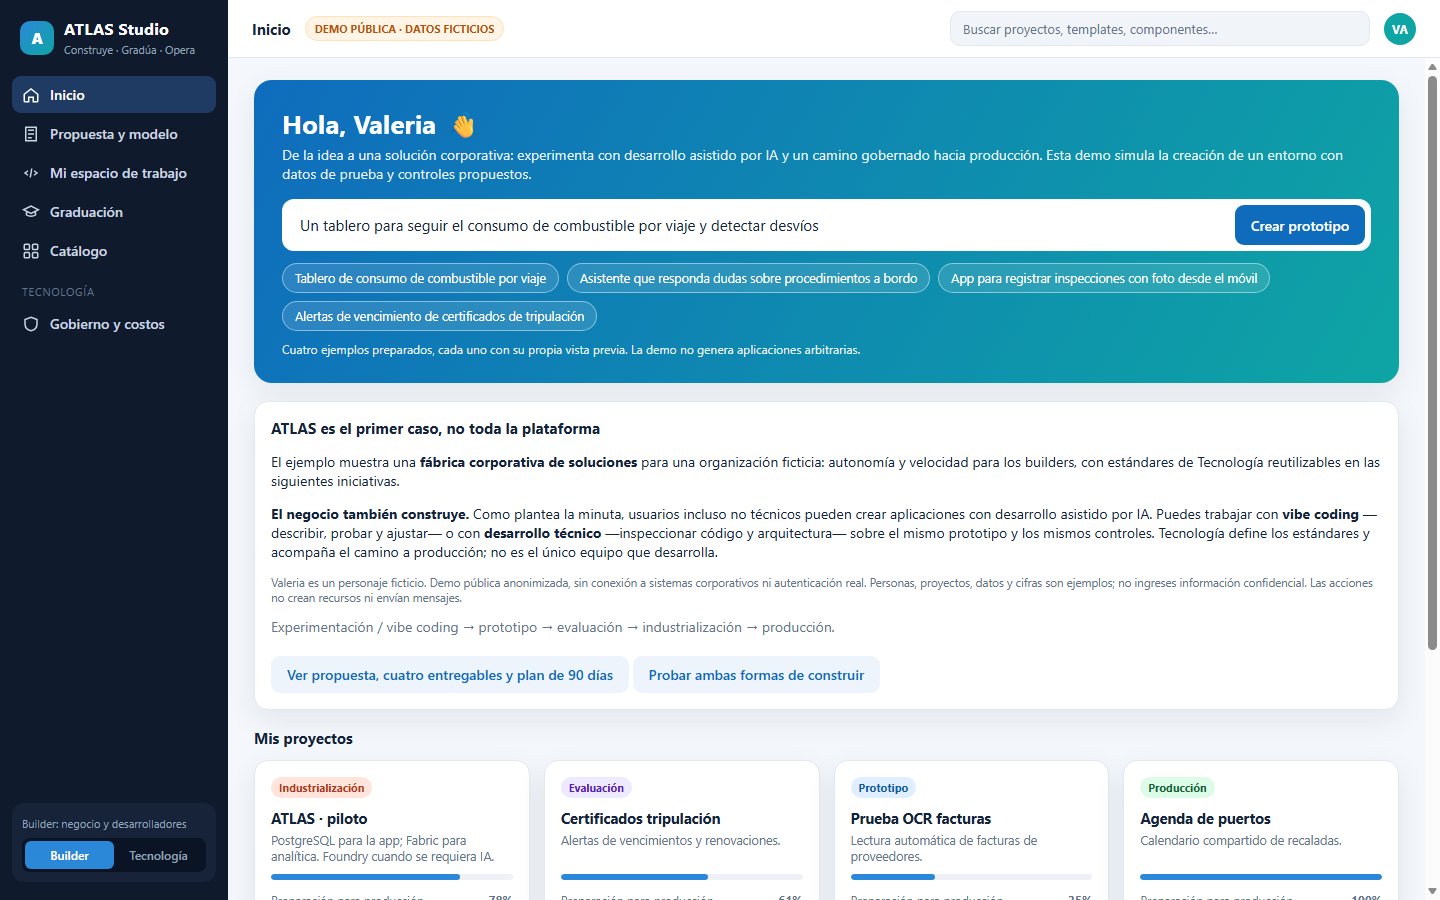 A
ATLAS Studio
Construye · Gradúa · Opera
Inicio
Propuesta y modelo
Mi espacio de trabajo
Graduación
Catálogo
TECNOLOGÍA
Gobierno y costos
Builder: negocio y desarrolladores
Builder
Tecnología
Inicio
DEMO PÚBLICA · DATOS FICTICIOS
Buscar proyectos, templates, componentes...
VA
Hola, Valeria 👋
De la idea a una solución corporativa: experimenta con desarrollo asistido por IA y un camino gobernado hacia producción. Esta demo simula la creación de un entorno con
datos de prueba y controles propuestos.
Un tablero para seguir el consumo de combustible por viaje y detectar desvíos
Crear prototipo
Tablero de consumo de combustible por viaje
Asistente que responda dudas sobre procedimientos a bordo
App para registrar inspecciones con foto desde el móvil
Alertas de vencimiento de certificados de tripulación
Cuatro ejemplos preparados, cada uno con su propia vista previa. La demo no genera aplicaciones arbitrarias.
ATLAS es el primer caso, no toda la plataforma
El ejemplo muestra una fábrica corporativa de soluciones para una organización ficticia: autonomía y velocidad para los builders, con estándares de Tecnología reutilizables en las
siguientes iniciativas.
El negocio también construye. Como plantea la minuta, usuarios incluso no técnicos pueden crear aplicaciones con desarrollo asistido por IA. Puedes trabajar con vibe coding —
describir, probar y ajustar— o con desarrollo técnico —inspeccionar código y arquitectura— sobre el mismo prototipo y los mismos controles. Tecnología define los estándares y
acompaña el camino a producción; no es el único equipo que desarrolla.
Valeria es un personaje ficticio. Demo pública anonimizada, sin conexión a sistemas corporativos ni autenticación real. Personas, proyectos, datos y cifras son ejemplos; no ingreses información confidencial. Las acciones
no crean recursos ni envían mensajes.
Experimentación / vibe coding → prototipo → evaluación → industrialización → producción.
Ver propuesta, cuatro entregables y plan de 90 días
Probar ambas formas de construir
Mis proyectos
Industrialización
ATLAS · piloto
PostgreSQL para la app; Fabric para
analítica. Foundry cuando se requiera IA.
Preparación para producción 78%
Evaluación
Certificados tripulación
Alertas de vencimientos y renovaciones.
Preparación para producción 61%
Prototipo
Prueba OCR facturas
Lectura automática de facturas de
proveedores.
Preparación para producción 35%
Producción
Agenda de puertos
Calendario compartido de recaladas.
Preparación para producción 100%